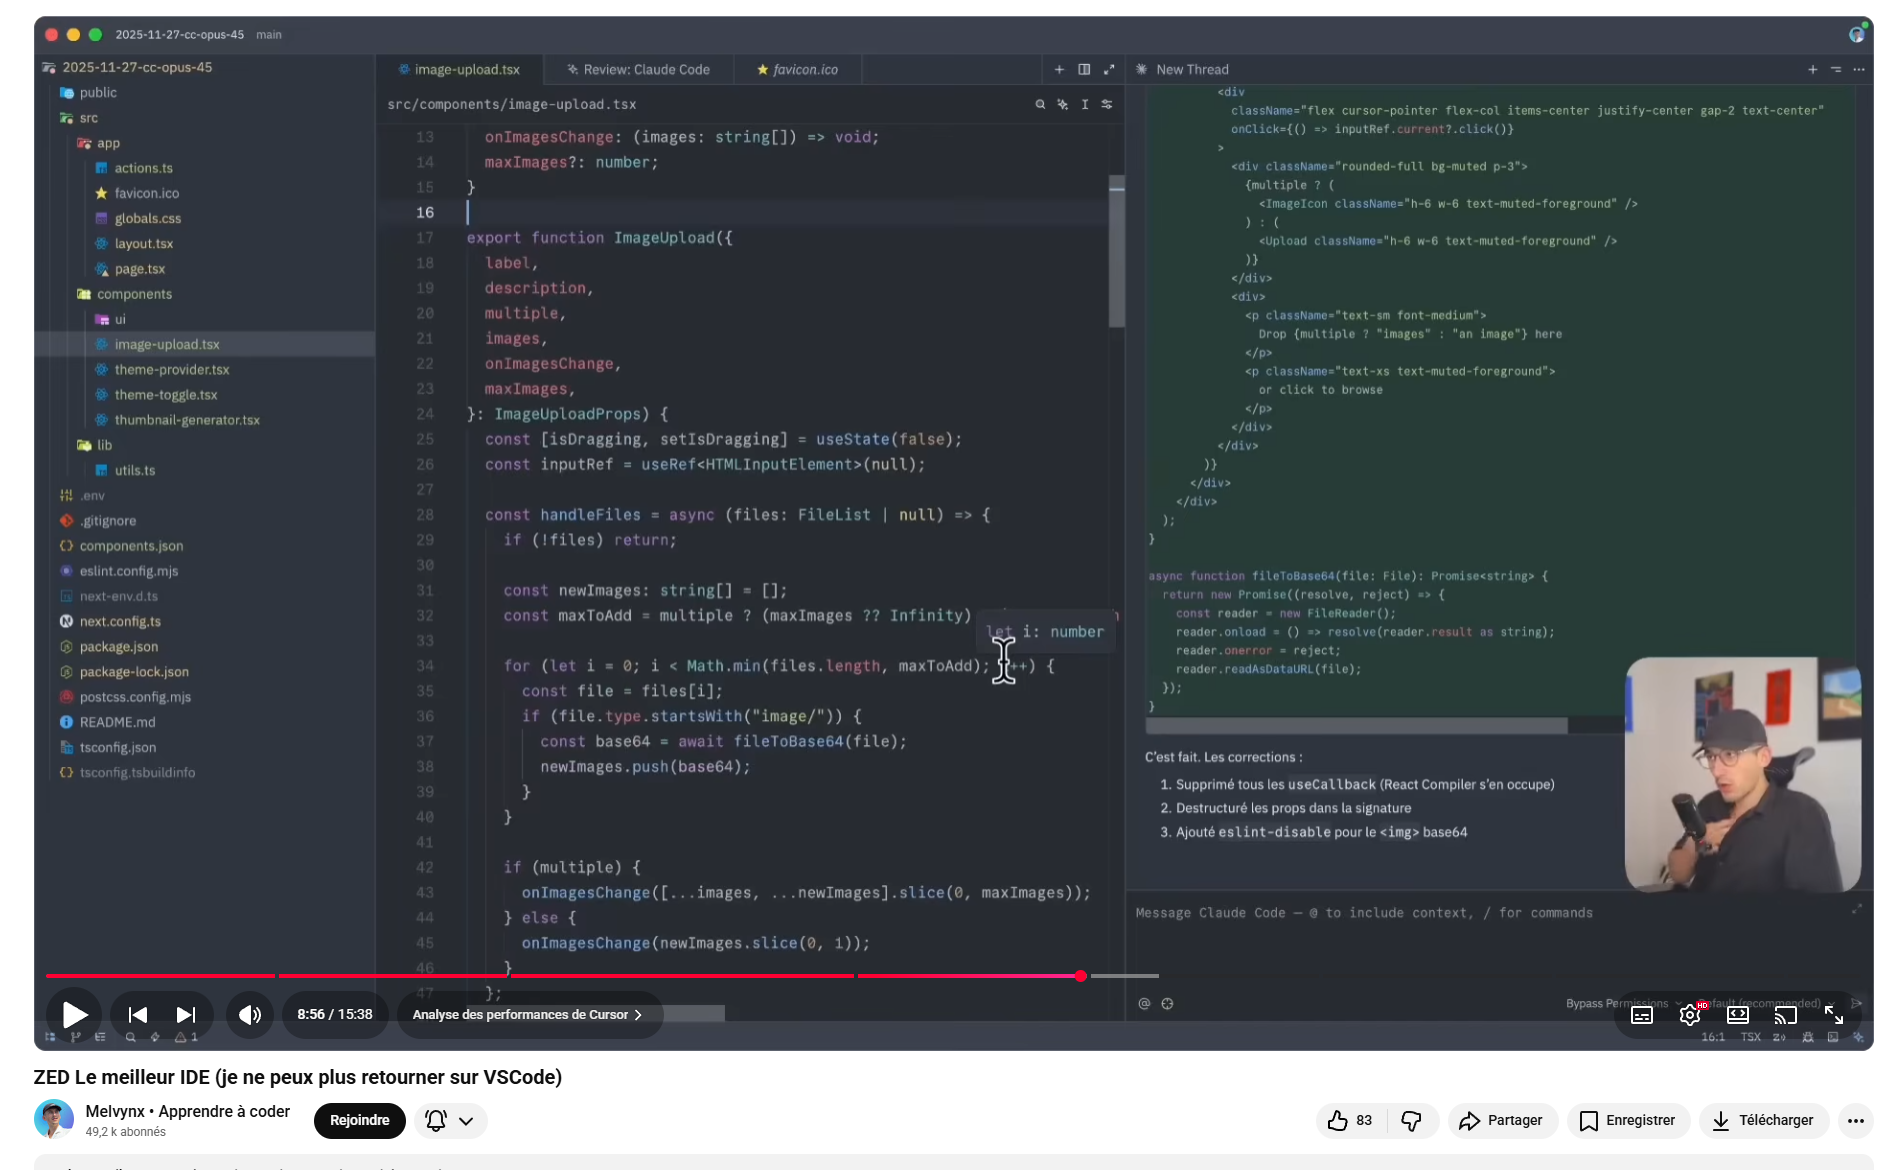 2025-11-27-cc-opus-45 main
2025-11-27-cc-opus-45
public
src
app
actions.ts
favicon.ico
globals.css
layout.tsx
page.tsx
components
ui
image-upload.tsx
theme-provider.tsx
theme-toggle.tsx
thumbnail-generator.tsx
lib
utils.ts
.env
.gitignore
components.json
eslint.config.mjs
next-env.d.ts
next.config.ts
package.json
package-lock.json
postcss.config.mjs
README.md
tsconfig.json
tsconfig.tsbuildinfo
image-upload.tsx
Review: Claude Code
favicon.ico
src/components/image-upload.tsx
13 onImagesChange: (images: string[]) => void;
14 maxImages?: number;
15 }
16
17 export function ImageUpload({
18 label,
19 description,
20 multiple,
21 images,
22 onImagesChange,
23 maxImages,
24 }: ImageUploadProps) {
25 const [isDragging, setIsDragging] = useState(false);
26 const inputRef = useRef<HTMLInputElement>(null);
27
28 const handleFiles = async (files: FileList | null) => {
29 if (!files) return;
30
31 const newImages: string[] = [];
32 const maxToAdd = multiple ? (maxImages ?? Infinity)
let i: number
33
34 for (let i = 0; i < Math.min(files.length, maxToAdd); ++) {
35 const file = files[i];
36 if (file.type.startsWith("image/")) {
37 const base64 = await fileToBase64(file);
38 newImages.push(base64);
39 }
40 }
41
42 if (multiple) {
43 onImagesChange([...images, ...newImages].slice(0, maxImages));
44 } else {
45 onImagesChange(newImages.slice(0, 1));
46 }
47 };
New Thread
<div
className="flex cursor-pointer flex-col items-center justify-center gap-2 text-center"
onClick={() => inputRef.current?.click()}
>
<div className="rounded-full bg-muted p-3">
{multiple ? (
<ImageIcon className="h-6 w-6 text-muted-foreground" />
) : (
<Upload className="h-6 w-6 text-muted-foreground" />
)}
</div>
<div>
<p className="text-sm font-medium">
Drop {multiple ? "images" : "an image"} here
</p>
<p className="text-xs text-muted-foreground">
or click to browse
</p>
</div>
</div>
)}
</div>
</div>
);
}
async function fileToBase64(file: File): Promise<string> {
return new Promise((resolve, reject) => {
const reader = new FileReader();
reader.onload = () => resolve(reader.result as string);
reader.onerror = reject;
reader.readAsDataURL(file);
});
}
C'est fait. Les corrections :
1. Supprimé tous les useCallback (React Compiler s'en occupe)
2. Destructuré les props dans la signature
3. Ajouté eslint-disable pour le <img> base64
Message Claude Code — @ to include context, / for commands
Bypass Permissions
(recommended)
8:56 / 15:38
Analyse des performances de Cursor
HD
1
16:1 TSX
ZED Le meilleur IDE (je ne peux plus retourner sur VSCode)
Melvynx • Apprendre à coder
49,2 k abonnés
Rejoindre
83
Partager
Enregistrer
Télécharger